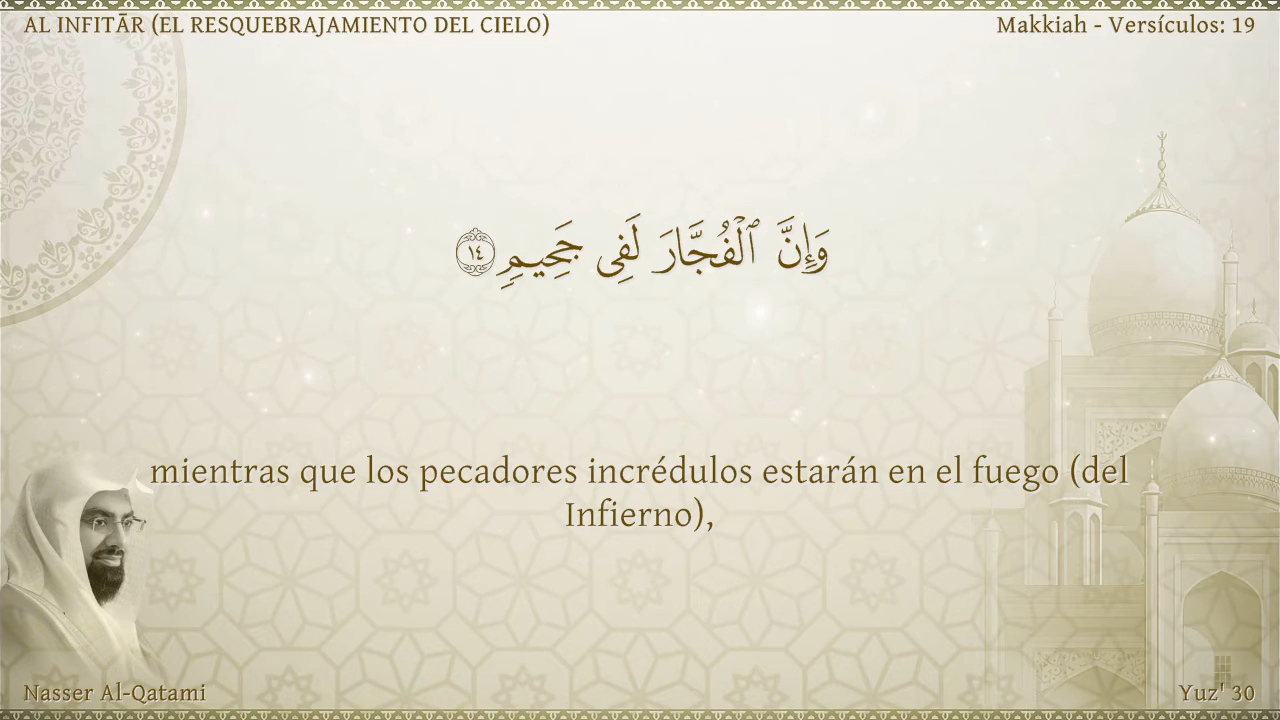 AL INFITĀR (EL RESQUEBRAJAMIENTO DEL CIELO)
Makkiah - Versículos: 19
وَإِنَّ ٱلْفُجَّارَ لَفِى جَحِيمٍ ١٤
mientras que los pecadores incrédulos estarán en el fuego (del
Infierno),
Nasser Al-Qatami
Yuz' 30